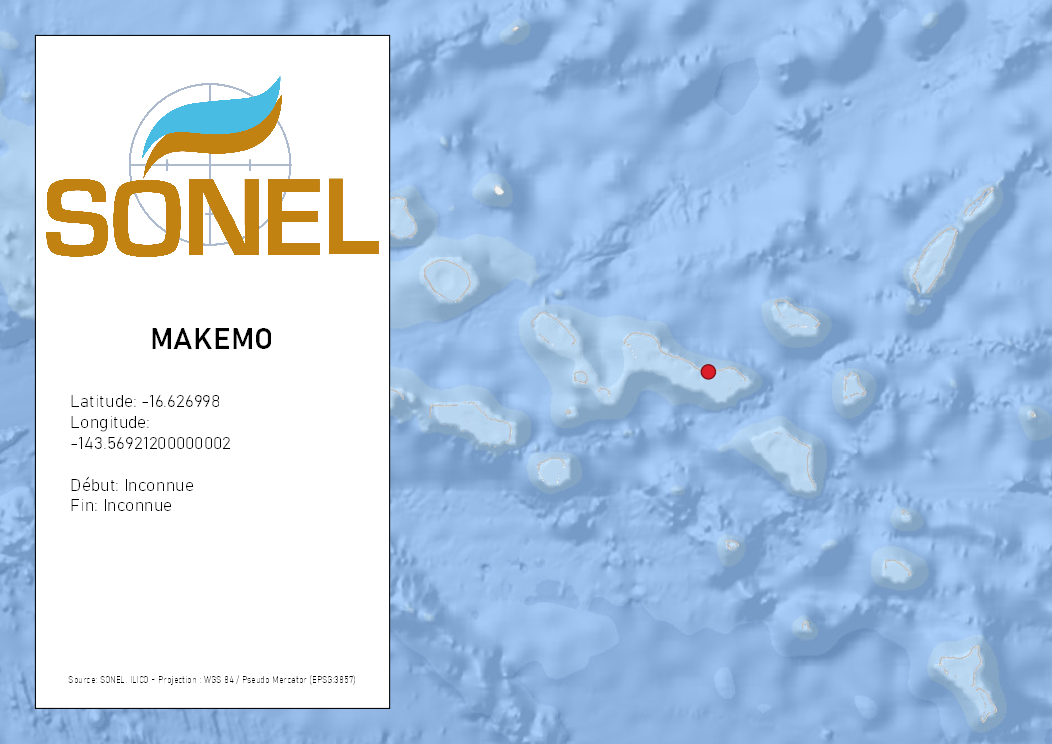 SONEL
MAKEMO
Latitude: -16.626998
Longitude:
-143.56921200000002
Début: Inconnue
Fin: Inconnue
Source: SONEL, ILICO - Projection : WGS 84 / Pseudo Mercator (EPSG:3857)